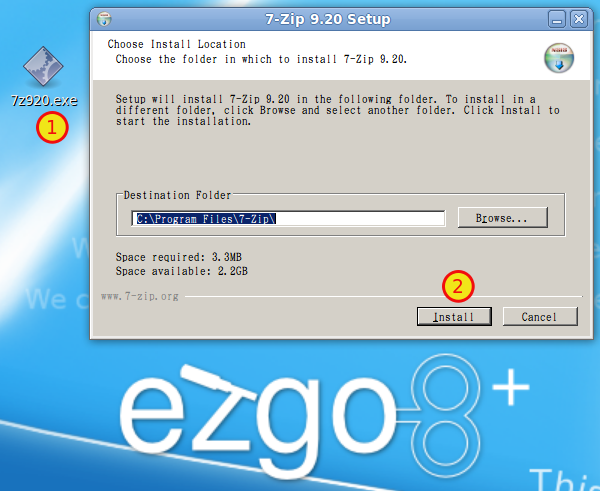 7-Zip 9.20 Setup
Choose Install Location
Choose the folder in which to install 7-Zip 9.20.
7z920.exe
1
Setup will install 7-Zip 9.20 in the following folder. To install in a
different folder, click Browse and select another folder. Click Install to
start the installation.
Destination Folder
C:\Program Files\7-Zip\
Browse...
Space required: 3.3MB
Space available: 2.2GB
www.7-zip.org
2
Install
Cancel
We c
ezgo8+
This